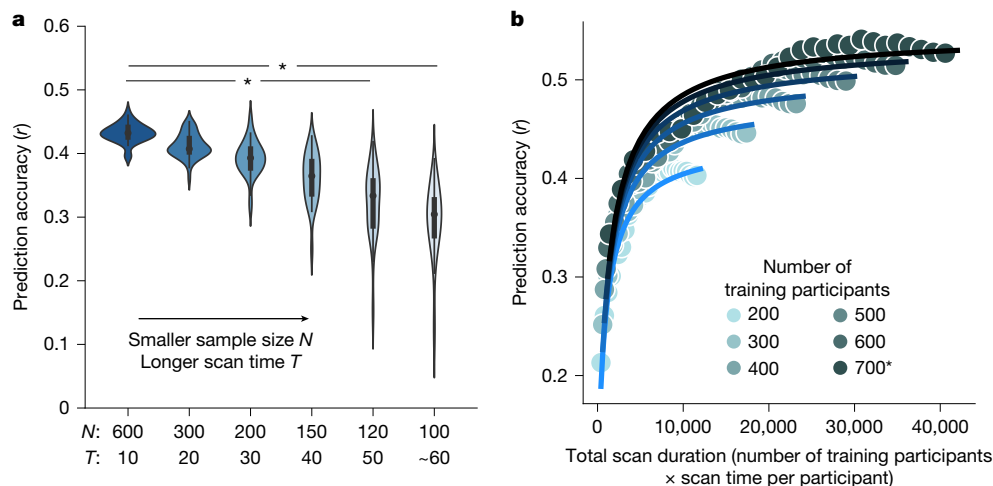 a
0.6
0.5
0.4
0.3
0.2
0.1
0
Prediction accuracy (r)
*
*
Smaller sample size N
Longer scan time T
N: 600 300 200 150 120 100
T: 10 20 30 40 50 ~60
b
0.5
0.4
0.3
0.2
Prediction accuracy (r)
Number of
training participants
200 500
300 600
400 700*
0 10,000 20,000 30,000 40,000
Total scan duration (number of training participants
× scan time per participant)